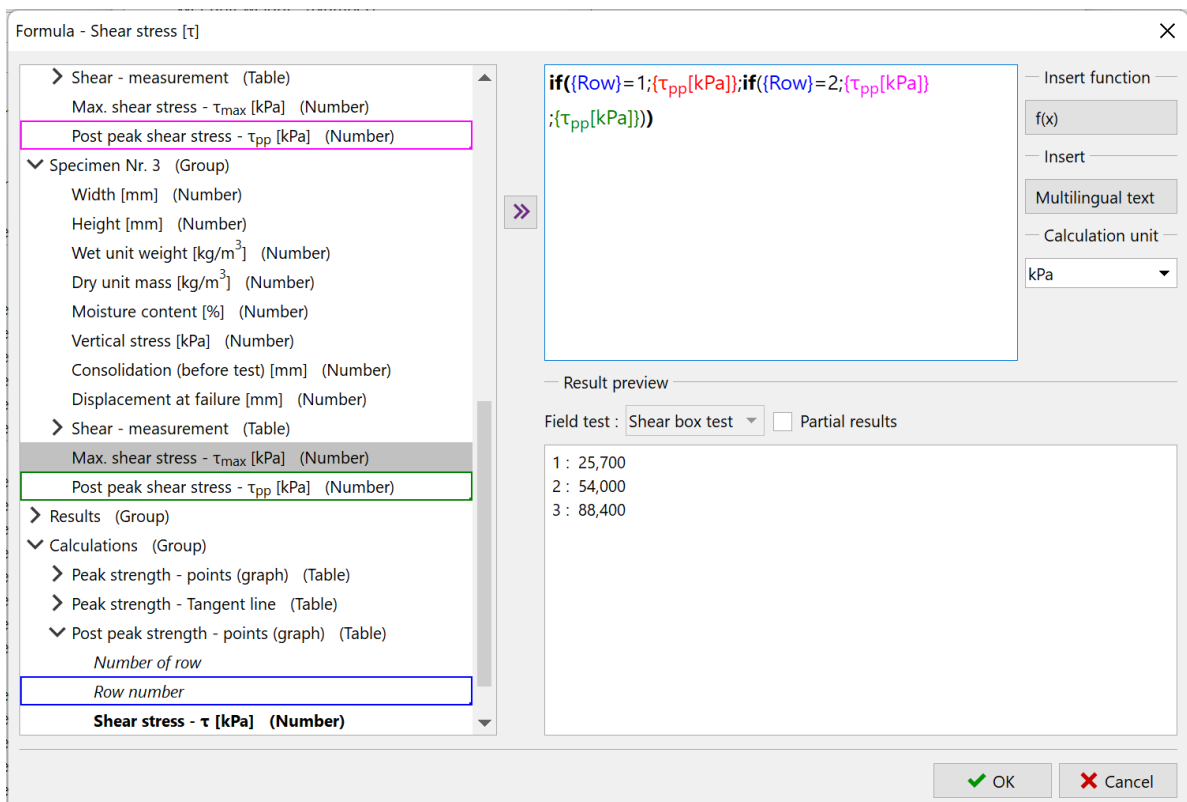 Formula - Shear stress [τ]
Shear - measurement (Table)
Max. shear stress - τmax [kPa] (Number)
Post peak shear stress - τpp [kPa] (Number)
Specimen Nr. 3 (Group)
Width [mm] (Number)
Height [mm] (Number)
Wet unit weight [kg/m³] (Number)
Dry unit mass [kg/m³] (Number)
Moisture content [%] (Number)
Vertical stress [kPa] (Number)
Consolidation (before test) [mm] (Number)
Displacement at failure [mm] (Number)
Shear - measurement (Table)
Max. shear stress - τmax [kPa] (Number)
Post peak shear stress - τpp [kPa] (Number)
Results (Group)
Calculations (Group)
Peak strength - points (graph) (Table)
Peak strength - Tangent line (Table)
Post peak strength - points (graph) (Table)
Number of row
Row number
Shear stress - τ [kPa] (Number)
if({Row}=1;{τpp[kPa]};if({Row}=2;{τpp[kPa]}
;{τpp[kPa]}))
Insert function
f(x)
Insert
Multilingual text
Calculation unit
kPa
Result preview
Field test : Shear box test Partial results
1 : 25,700
2 : 54,000
3 : 88,400
OK Cancel